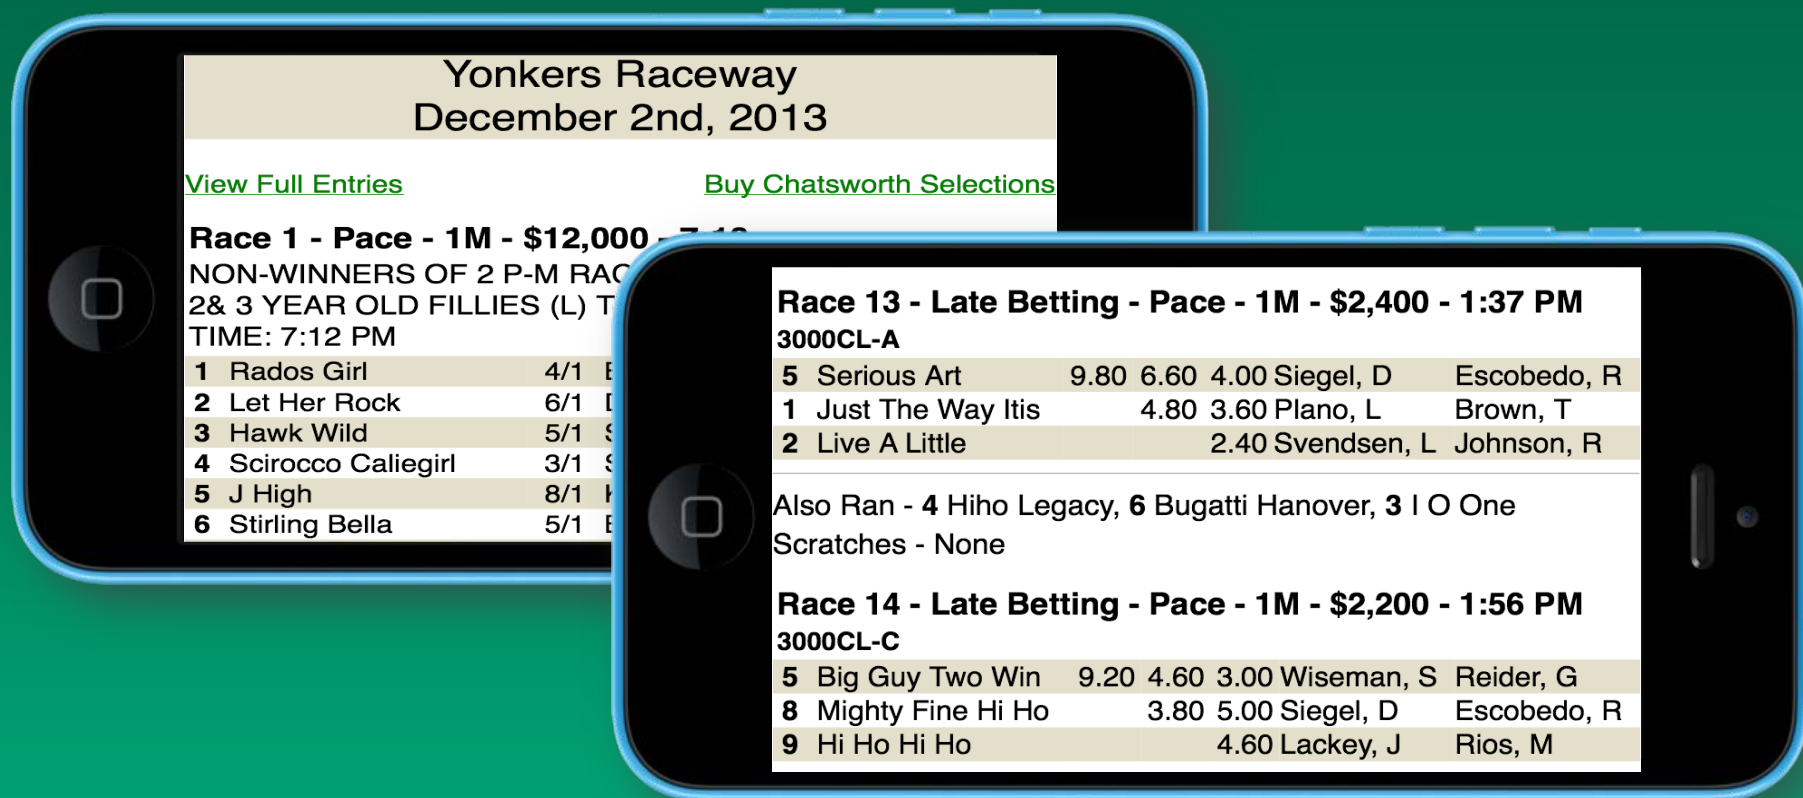 Yonkers Raceway
December 2nd, 2013
View Full Entries Buy Chatsworth Selections
Race 1 - Pace - 1M - $12,000 -
NON-WINNERS OF 2 P-M
2& 3 YEAR OLD FILLIES (L)
TIME: 7:12 PM
1 Rados Girl 4/1
2 Let Her Rock 6/1
3 Hawk Wild 5/1
4 Scirocco Caliegirl 3/1
5 J High 8/1
6 Stirling Bella 5/1
Race 13 - Late Betting - Pace - 1M - $2,400 - 1:37 PM
3000CL-A
5 Serious Art 9.80 6.60 4.00 Siegel, D Escobedo, R
1 Just The Way Itis 4.80 3.60 Plano, L Brown, T
2 Live A Little 2.40 Svendsen, L Johnson, R
Also Ran - 4 Hiho Legacy, 6 Bugatti Hanover, 3 I O One
Scratches - None
Race 14 - Late Betting - Pace - 1M - $2,200 - 1:56 PM
3000CL-C
5 Big Guy Two Win 9.20 4.60 3.00 Wiseman, S Reider, G
8 Mighty Fine Hi Ho 3.80 5.00 Siegel, D Escobedo, R
9 Hi Ho Hi Ho 4.60 Lackey, J Rios, M